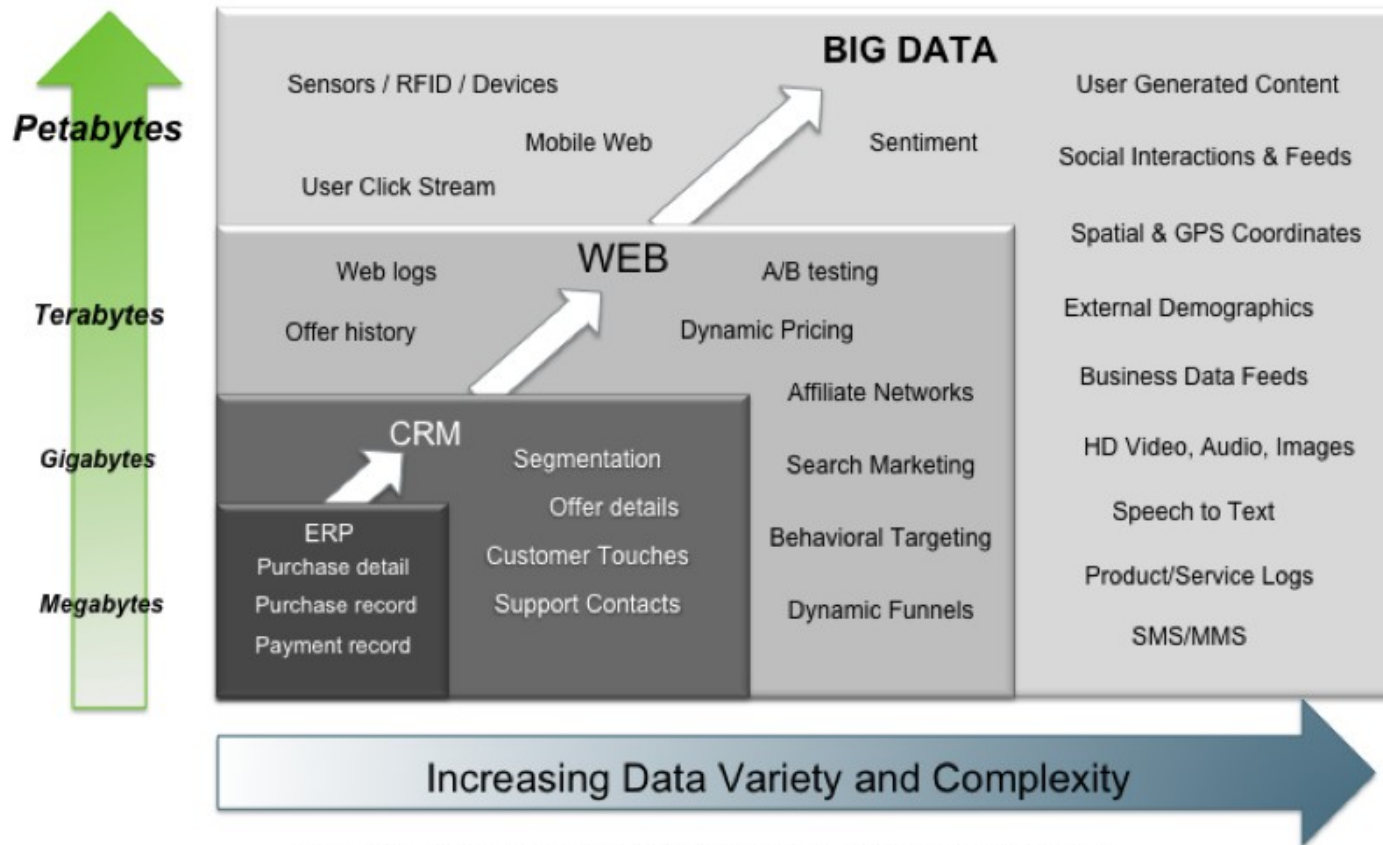 BIG DATA
Sensors / RFID / Devices
User Generated Content
Petabytes
Mobile Web
Sentiment
Social Interactions & Feeds
User Click Stream
Spatial & GPS Coordinates
WEB
Web logs
A/B testing
Terabytes
External Demographics
Offer history
Dynamic Pricing
Business Data Feeds
Affiliate Networks
CRM
HD Video, Audio, Images
Gigabytes
Segmentation
Search Marketing
Offer details
Speech to Text
ERP
Behavioral Targeting
Purchase detail
Customer Touches
Product/Service Logs
Megabytes
Purchase record
Support Contacts
Dynamic Funnels
SMS/MMS
Payment record
Increasing Data Variety and Complexity